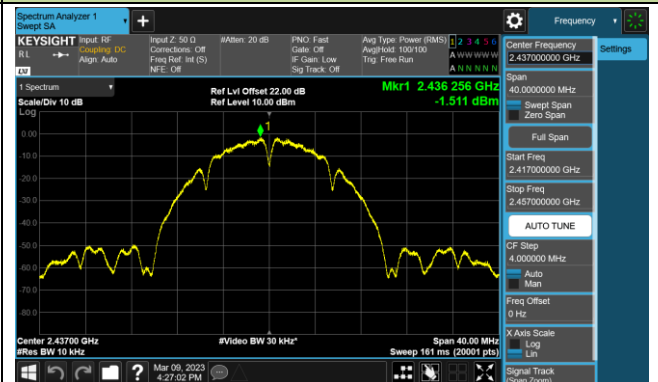 Spectrum Analyzer 1
Swept SA
+
Frequency
KEYSIGHT
RL
LW
Input: RF
Coupling: DC
Align: Auto
Input Z: 50 Ω
Corrections: Off
Freq Ref: Int (S)
NFE: Off
#Atten: 20 dB
PNO: Fast
Gate: Off
IF Gain: Low
Sig Track: Off
Avg Type: Power (RMS)
Avg|Hold: 100/100
Trig: Free Run
1 2 3 4 5 6
A W W W W W
A N N N N N
1 Spectrum
Scale/Div 10 dB
Log
Ref Lvl Offset 22.00 dB
Ref Level 10.00 dBm
Mkr1 2.436 256 GHz
-1.511 dBm
1
0.00
-10.0
-20.0
-30.0
-40.0
-50.0
-60.0
-70.0
-80.0
Center 2.43700 GHz
#Res BW 10 kHz
#Video BW 30 kHz*
Span 40.00 MHz
Sweep 161 ms (20001 pts)
?
Mar 09, 2023
4:27:02 PM
Center Frequency
2.437000000 GHz
Span
40.0000000 MHz
Swept Span
Zero Span
Full Span
Start Freq
2.417000000 GHz
Stop Freq
2.457000000 GHz
AUTO TUNE
CF Step
4.000000 MHz
Auto
Man
Freq Offset
0 Hz
X Axis Scale
Log
Lin
Signal Track
(Span Zoom)
Settings